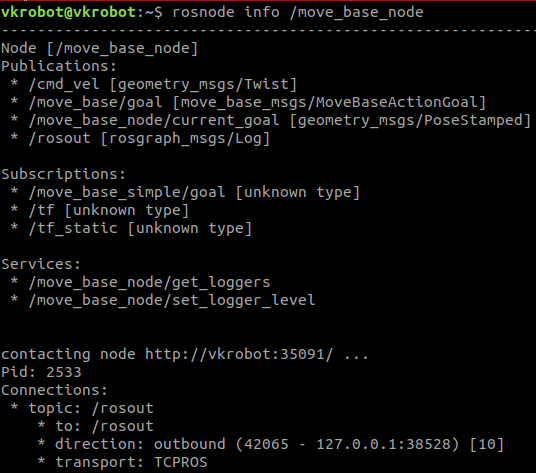 vkrobot@vkrobot:~$ rosnode info /move_base_node
--------------------------------------------------------------------------------
Node [/move_base_node]
Publications:
 * /cmd_vel [geometry_msgs/Twist]
 * /move_base/goal [move_base_msgs/MoveBaseActionGoal]
 * /move_base_node/current_goal [geometry_msgs/PoseStamped]
 * /rosout [rosgraph_msgs/Log]

Subscriptions:
 * /move_base_simple/goal [unknown type]
 * /tf [unknown type]
 * /tf_static [unknown type]

Services:
 * /move_base_node/get_loggers
 * /move_base_node/set_logger_level


contacting node http://vkrobot:35091/ ...
Pid: 2533
Connections:
 * topic: /rosout
    * to: /rosout
    * direction: outbound (42065 - 127.0.0.1:38528) [10]
    * transport: TCPROS